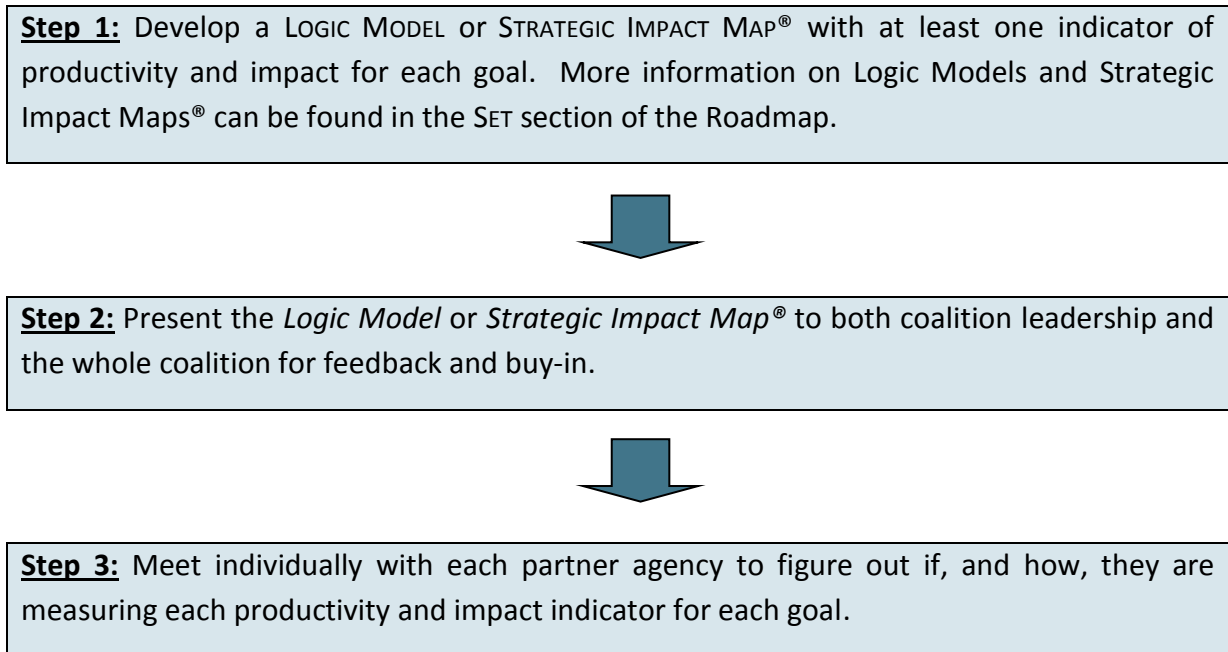 Step 1: Develop a LOGIC MODEL or STRATEGIC IMPACT MAP® with at least one indicator of
productivity and impact for each goal. More information on Logic Models and Strategic
Impact Maps® can be found in the SET section of the Roadmap.
Step 2: Present the Logic Model or Strategic Impact Map® to both coalition leadership and
the whole coalition for feedback and buy-in.
Step 3: Meet individually with each partner agency to figure out if, and how, they are
measuring each productivity and impact indicator for each goal.